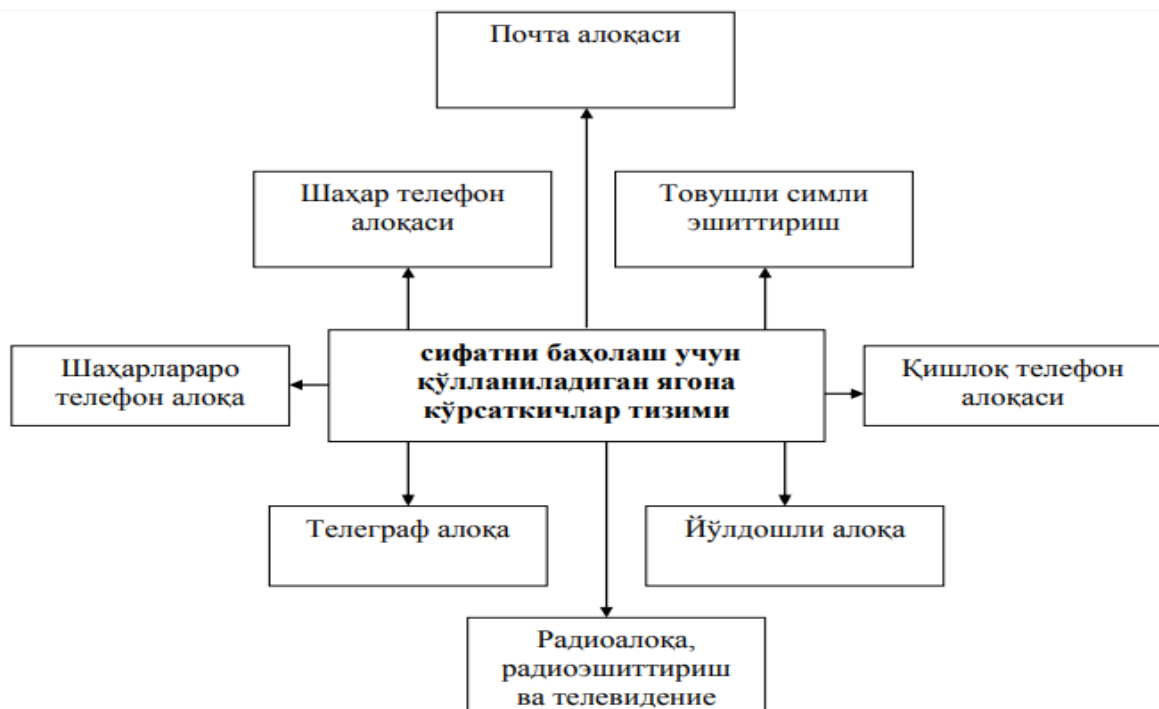 Почта алоқаси
Шаҳар телефон
алоқаси
Товушли симли
эшиттириш
сифатни баҳолаш учун
қўлланиладиган ягона
кўрсаткичлар тизими
Шаҳарлараро
телефон алоқа
Қишлоқ телефон
алоқаси
Телеграф алоқа
Йўлдошли алоқа
Радиоалоқа,
радиоэшиттириш
ва телевидение